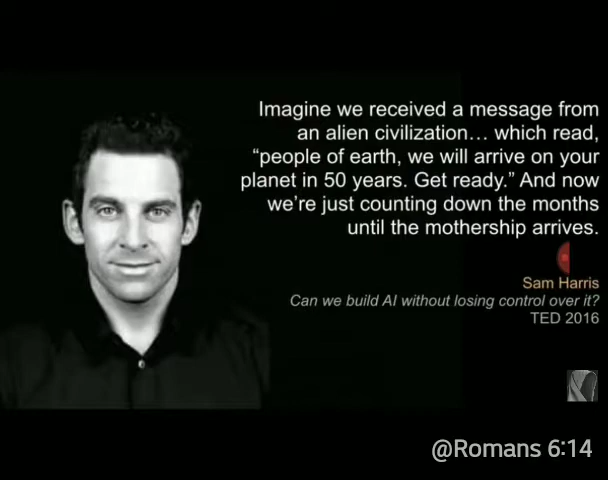 Imagine we received a message from
an alien civilization… which read,
“people of earth, we will arrive on your
planet in 50 years. Get ready.” And now
we’re just counting down the months
until the mothership arrives.
Sam Harris
Can we build AI without losing control over it?
TED 2016
@Romans 6:14